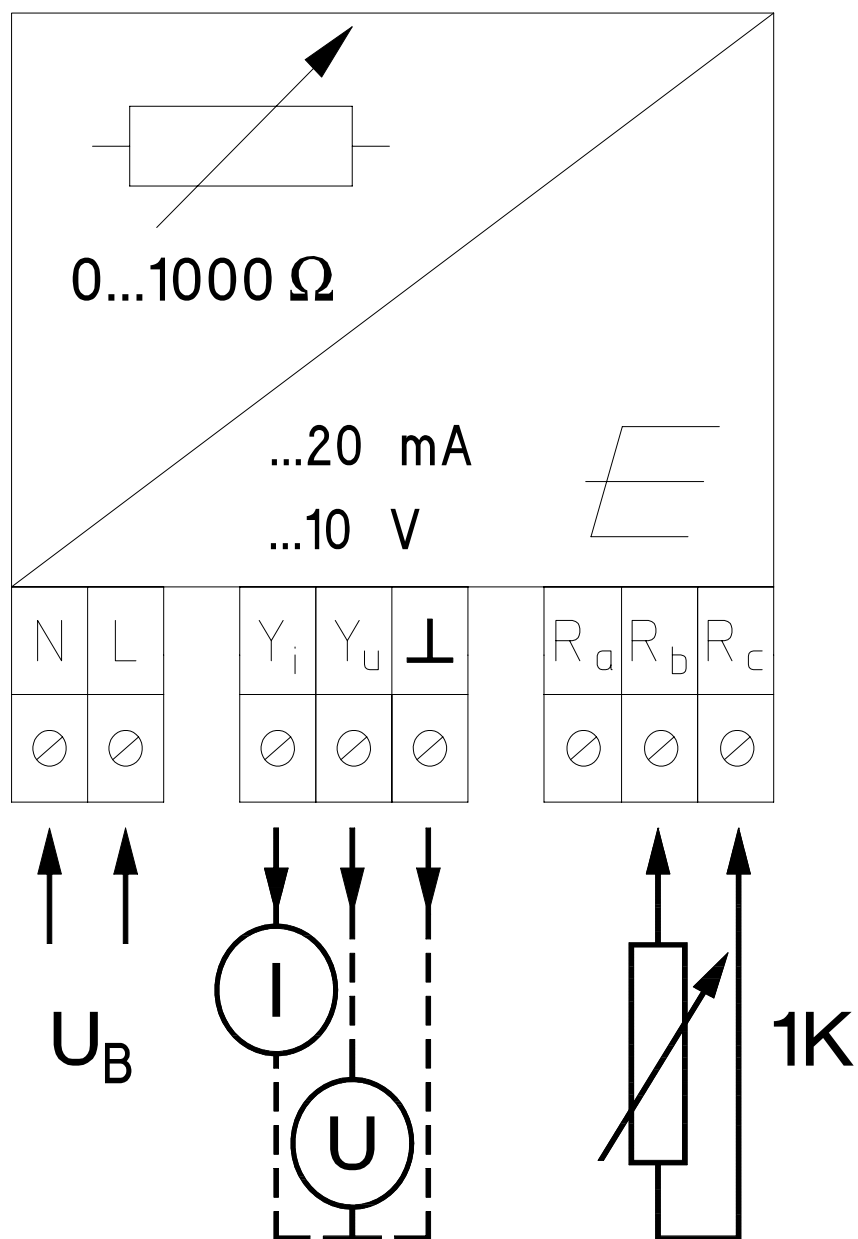 0...1000 Ω
...20 mA
...10 V
N L Yi Yu ⊥ Ra Rb Rc
I
UB
1K
U